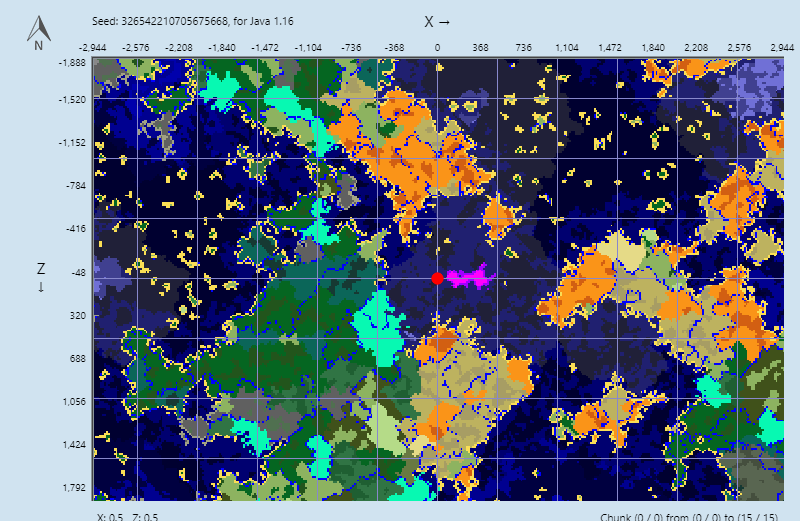 Seed: 326542210705675668, for Java 1.16
X →
N
-2,944 -2,576 -2,208 -1,840 -1,472 -1,104 -736 -368 0 368 736 1,104 1,472 1,840 2,208 2,576 2,944
-1,888
-1,520
-1,152
-784
-416
Z
↓
-48
320
688
1,056
1,424
1,792
X: 0.5 Z: 0.5
Chunk (0 / 0) from (0 / 0) to (15 / 15)